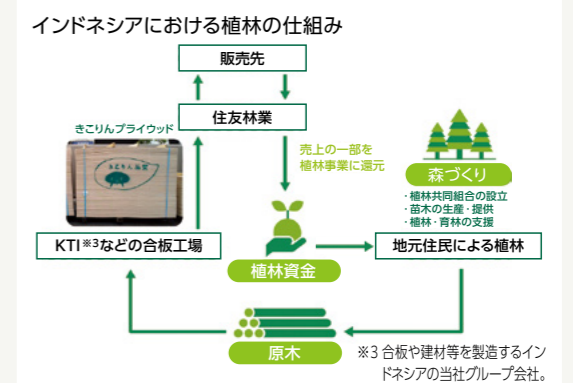 インドネシアにおける植林の仕組み
販売先
住友林業
きこりんプライウッド
売上の一部を
植林事業に還元
森づくり
・植林共同組合の設立
・苗木の生産・提供
・植林・育林の支援
KTI※3などの合板工場
植林資金
地元住民による植林
原木
※3 合板や建材等を製造するイン
ドネシアの当社グループ会社。